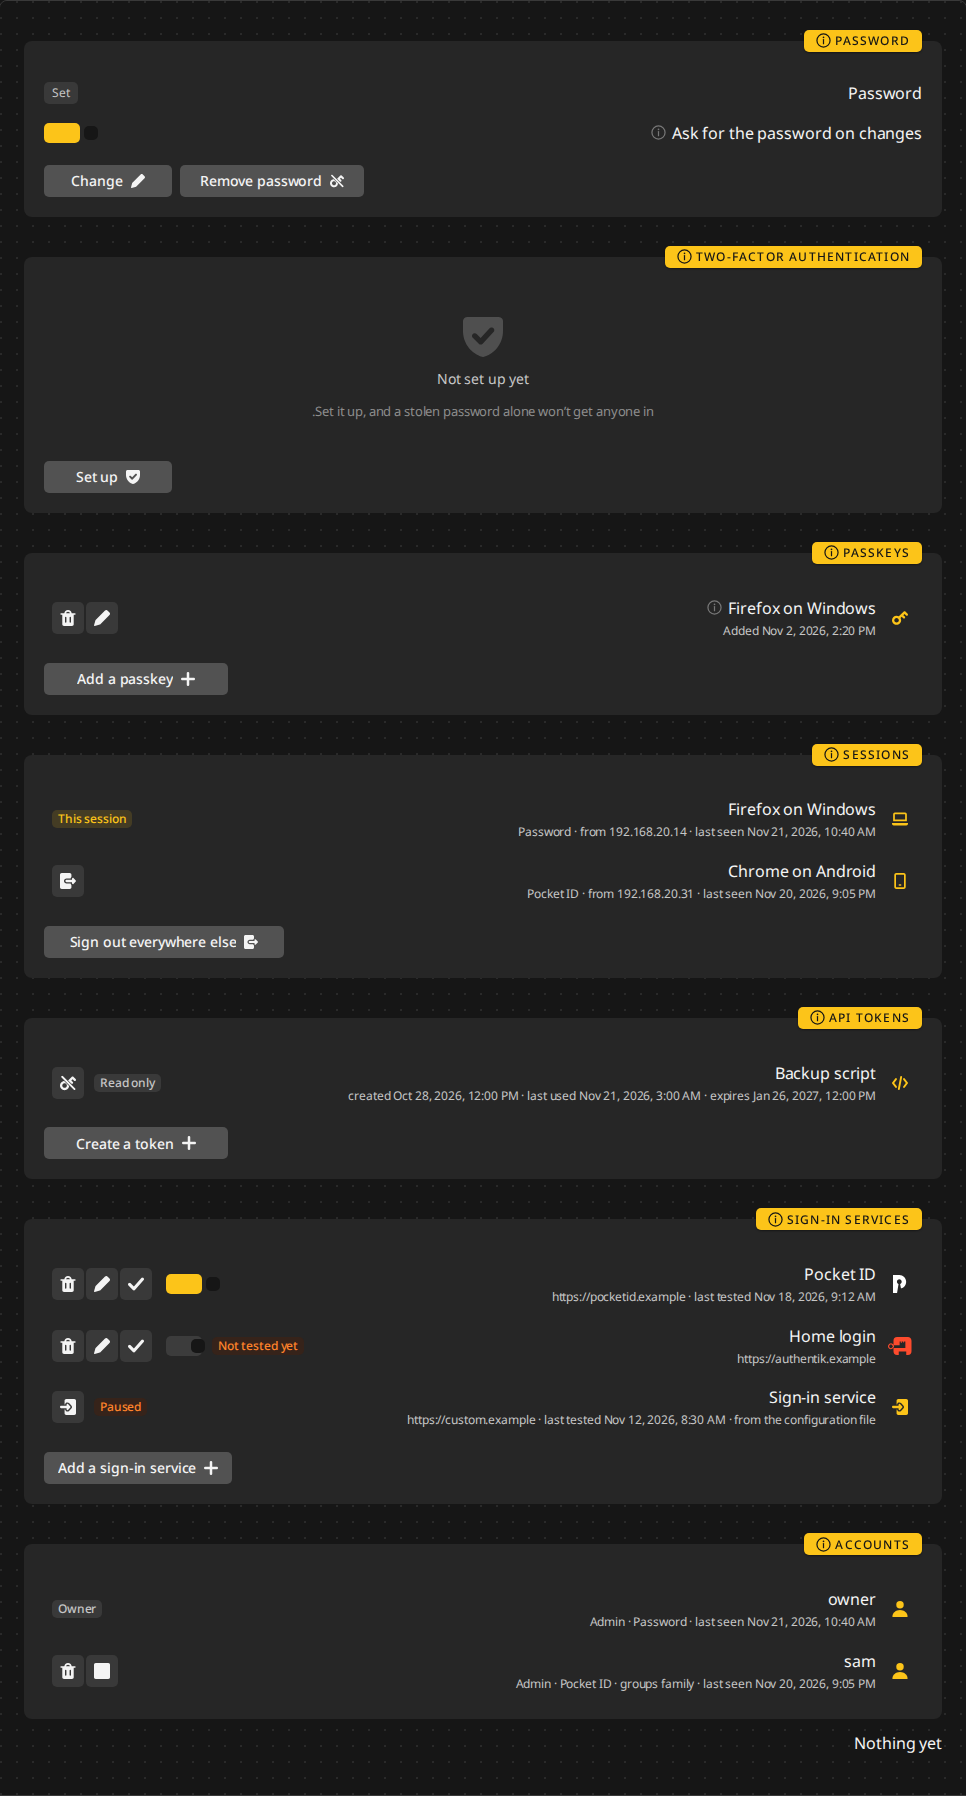 PASSWORD
Password
Set
Ask for the password on changes
Change
Remove password
TWO-FACTOR AUTHENTICATION
Not set up yet
.Set it up, and a stolen password alone won't get anyone in
Set up
PASSKEYS
Firefox on Windows
Added Nov 2, 2026, 2:20 PM
Add a passkey
SESSIONS
Firefox on Windows
Password · from 192.168.20.14 · last seen Nov 21, 2026, 10:40 AM
This session
Chrome on Android
Pocket ID · from 192.168.20.31 · last seen Nov 20, 2026, 9:05 PM
Sign out everywhere else
API TOKENS
Backup script
created Oct 28, 2026, 12:00 PM · last used Nov 21, 2026, 3:00 AM · expires Jan 26, 2027, 12:00 PM
Read only
Create a token
SIGN-IN SERVICES
Pocket ID
https://pocketid.example · last tested Nov 18, 2026, 9:12 AM
Home login
https://authentik.example
Not tested yet
Sign-in service
https://custom.example · last tested Nov 12, 2026, 8:30 AM · from the configuration file
Paused
Add a sign-in service
ACCOUNTS
owner
Admin · Password · last seen Nov 21, 2026, 10:40 AM
Owner
sam
Admin · Pocket ID · groups family · last seen Nov 20, 2026, 9:05 PM
Nothing yet